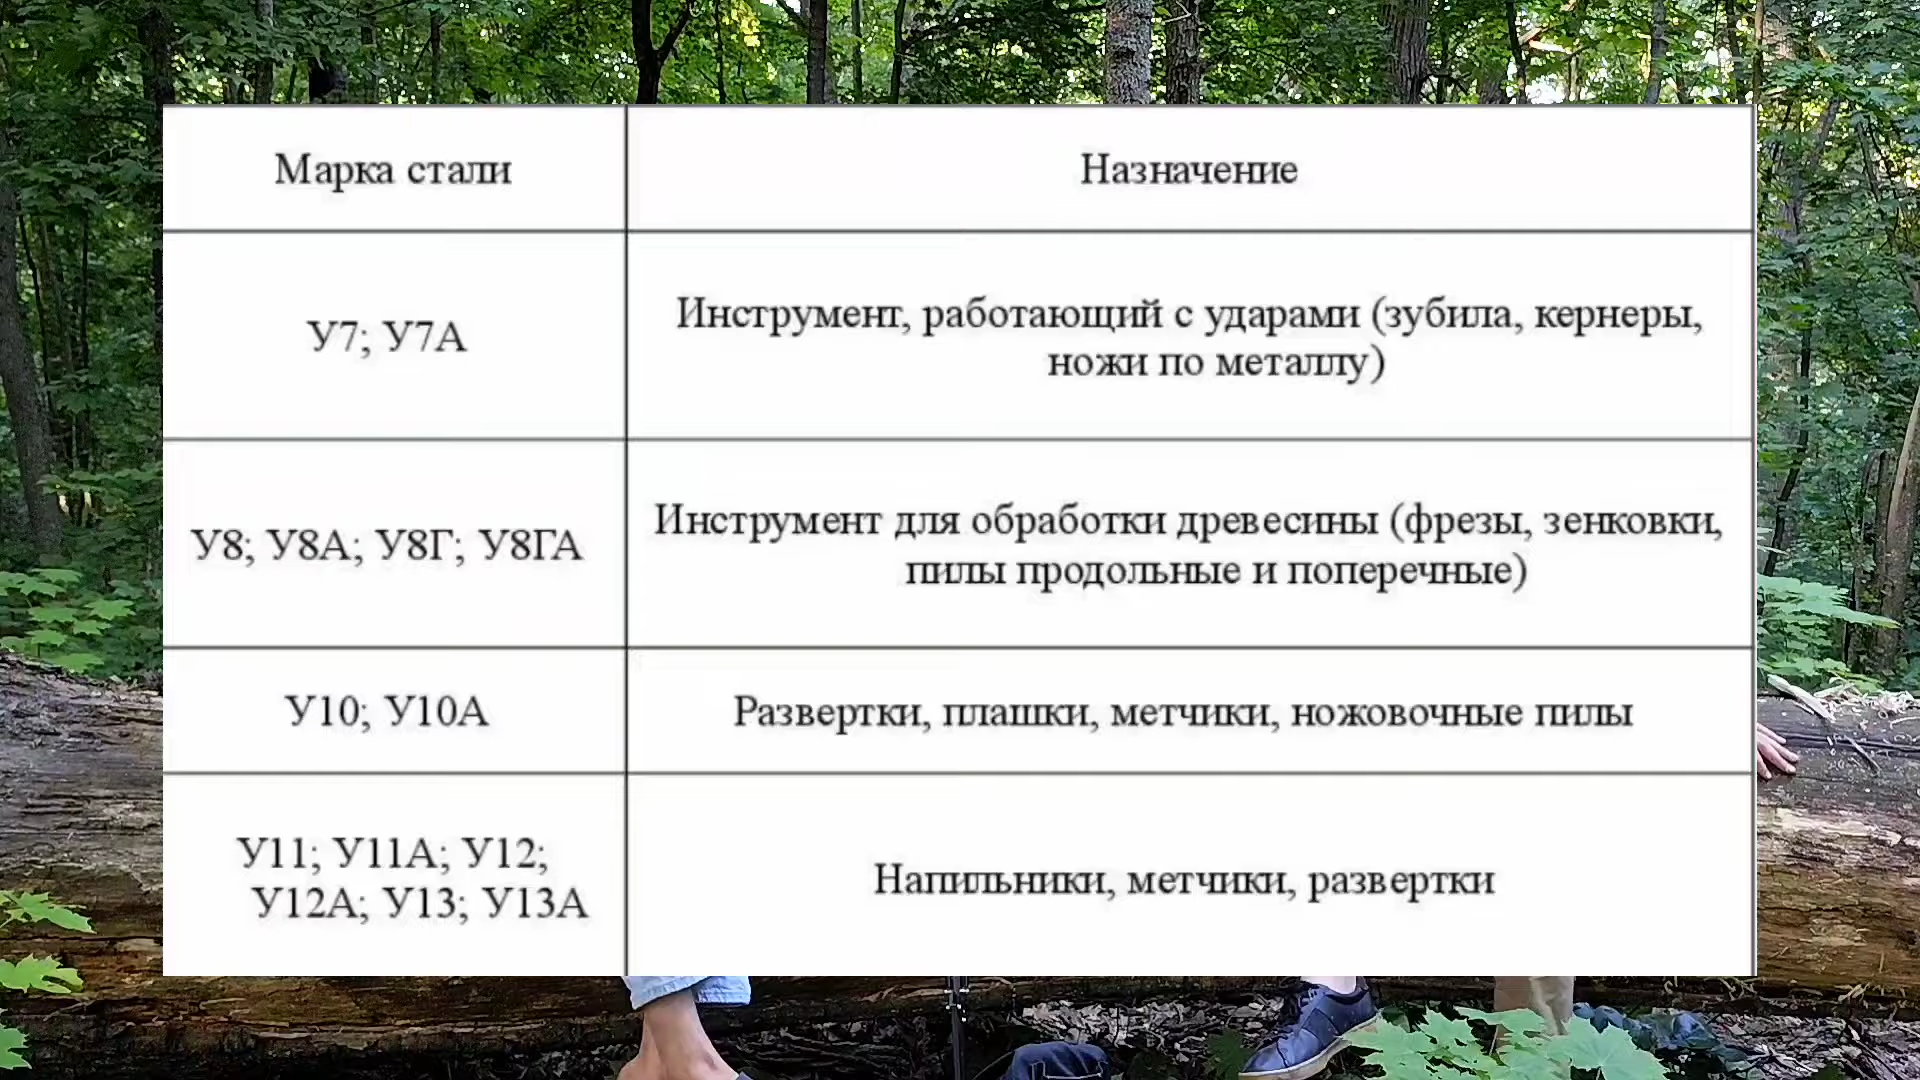 Марка стали
Назначение
У7; У7А
Инструмент, работающий с ударами (зубила, кернеры,
ножи по металлу)
У8; У8А; У8Г; У8ГА
Инструмент для обработки древесины (фрезы, зенковки,
пилы продольные и поперечные)
У10; У10А
Развертки, плашки, метчики, ножовочные пилы
У11; У11А; У12;
У12А; У13; У13А
Напильники, метчики, развертки